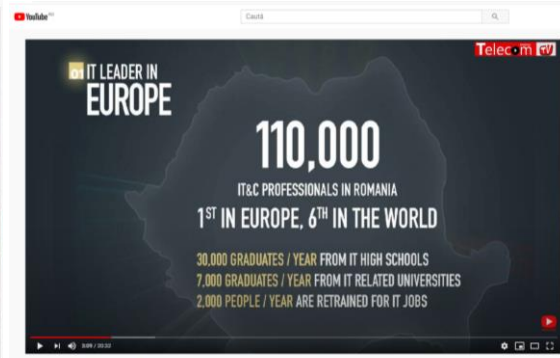 YouTube RO
Caută
Telecom TV
01 IT LEADER IN
EUROPE
110,000
IT&C PROFESSIONALS IN ROMANIA
1ST IN EUROPE, 6TH IN THE WORLD
30,000 GRADUATES / YEAR FROM IT HIGH SCHOOLS
7,000 GRADUATES / YEAR FROM IT RELATED UNIVERSITIES
2,000 PEOPLE / YEAR ARE RETRAINED FOR IT JOBS